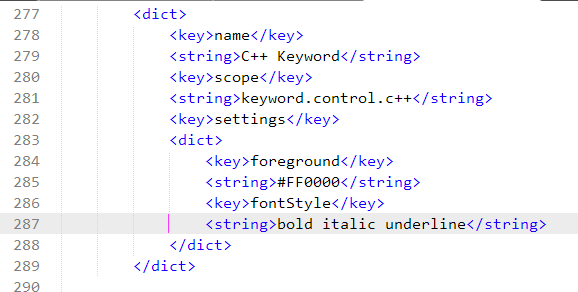 277 <dict>
278 <key>name</key>
279 <string>C++ Keyword</string>
280 <key>scope</key>
281 <string>keyword.control.c++</string>
282 <key>settings</key>
283 <dict>
284 <key>foreground</key>
285 <string>#FF0000</string>
286 <key>fontStyle</key>
287 <string>bold italic underline</string>
288 </dict>
289 </dict>
290